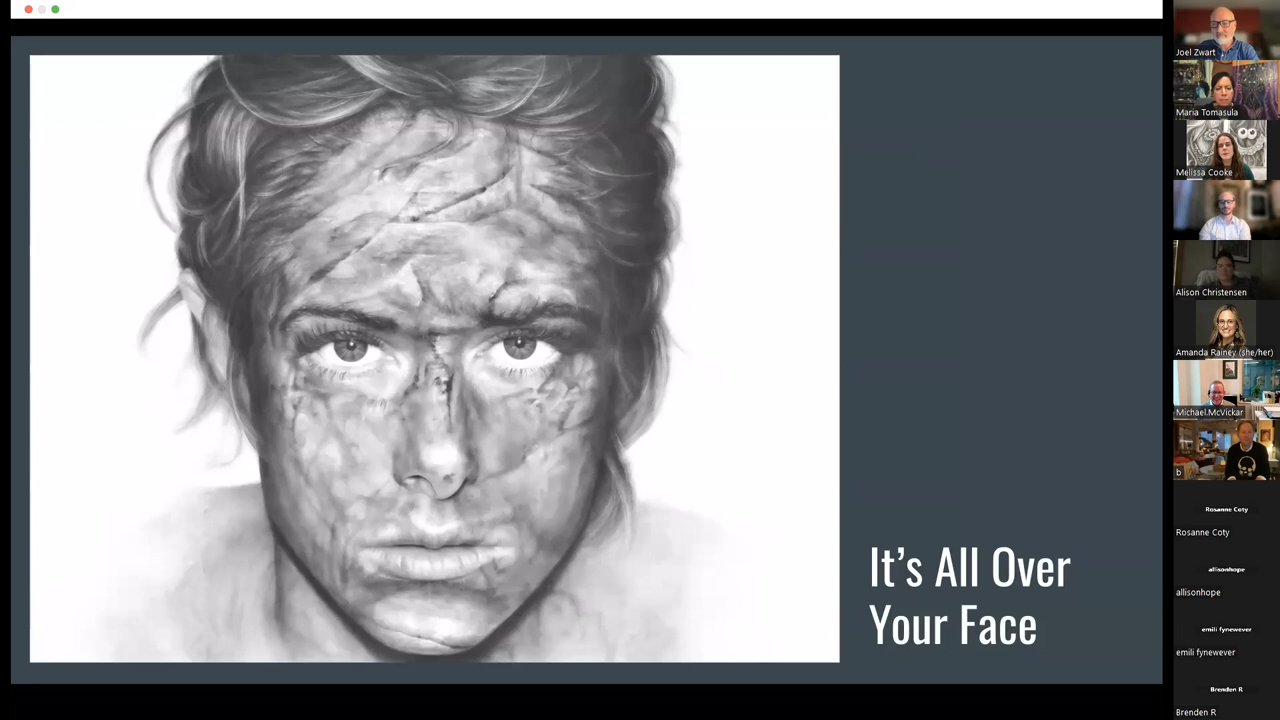 It's All Over
Your Face
Joel Zwart
Maria Tomasula
Melissa Cooke
Alison Christensen
Amanda Rainey (she/her)
Michael.McVickar
b
Rosanne Coty
Rosanne Coty
allisonhope
allisonhope
emili fynewever
emili fynewever
Brenden R
Brenden R